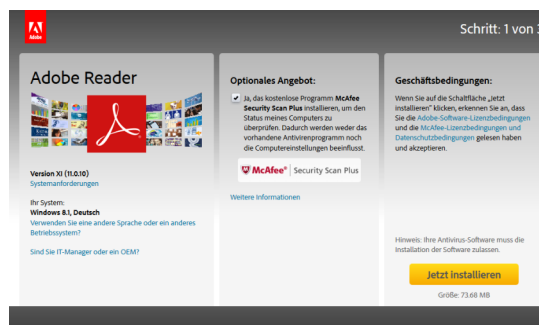 Adobe
Schritt: 1 von 3
Adobe Reader
Version XI (11.0.10)
Systemanforderungen
Ihr System:
Windows 8.1, Deutsch
Verwenden Sie eine andere Sprache oder ein anderes
Betriebssystem?
Sind Sie IT-Manager oder ein OEM?
Optionales Angebot:
Ja, das kostenlose Programm McAfee
Security Scan Plus installieren, um den
Status meines Computers zu
überprüfen. Dadurch werden weder das
vorhandene Antivirenprogramm noch
die Computereinstellungen beeinflusst.
McAfee® Security Scan Plus
Weitere Informationen
Geschäftsbedingungen:
Wenn Sie auf die Schaltfläche „Jetzt
installieren" klicken, erkennen Sie an, dass
Sie die Adobe-Software-Lizenzbedingungen
und die McAfee-Lizenzbedingungen und
Datenschutzbedingungen gelesen haben
und akzeptieren.
Hinweis: Ihre Antivirus-Software muss die
Installation der Software zulassen.
Jetzt installieren
Größe: 73.68 MB